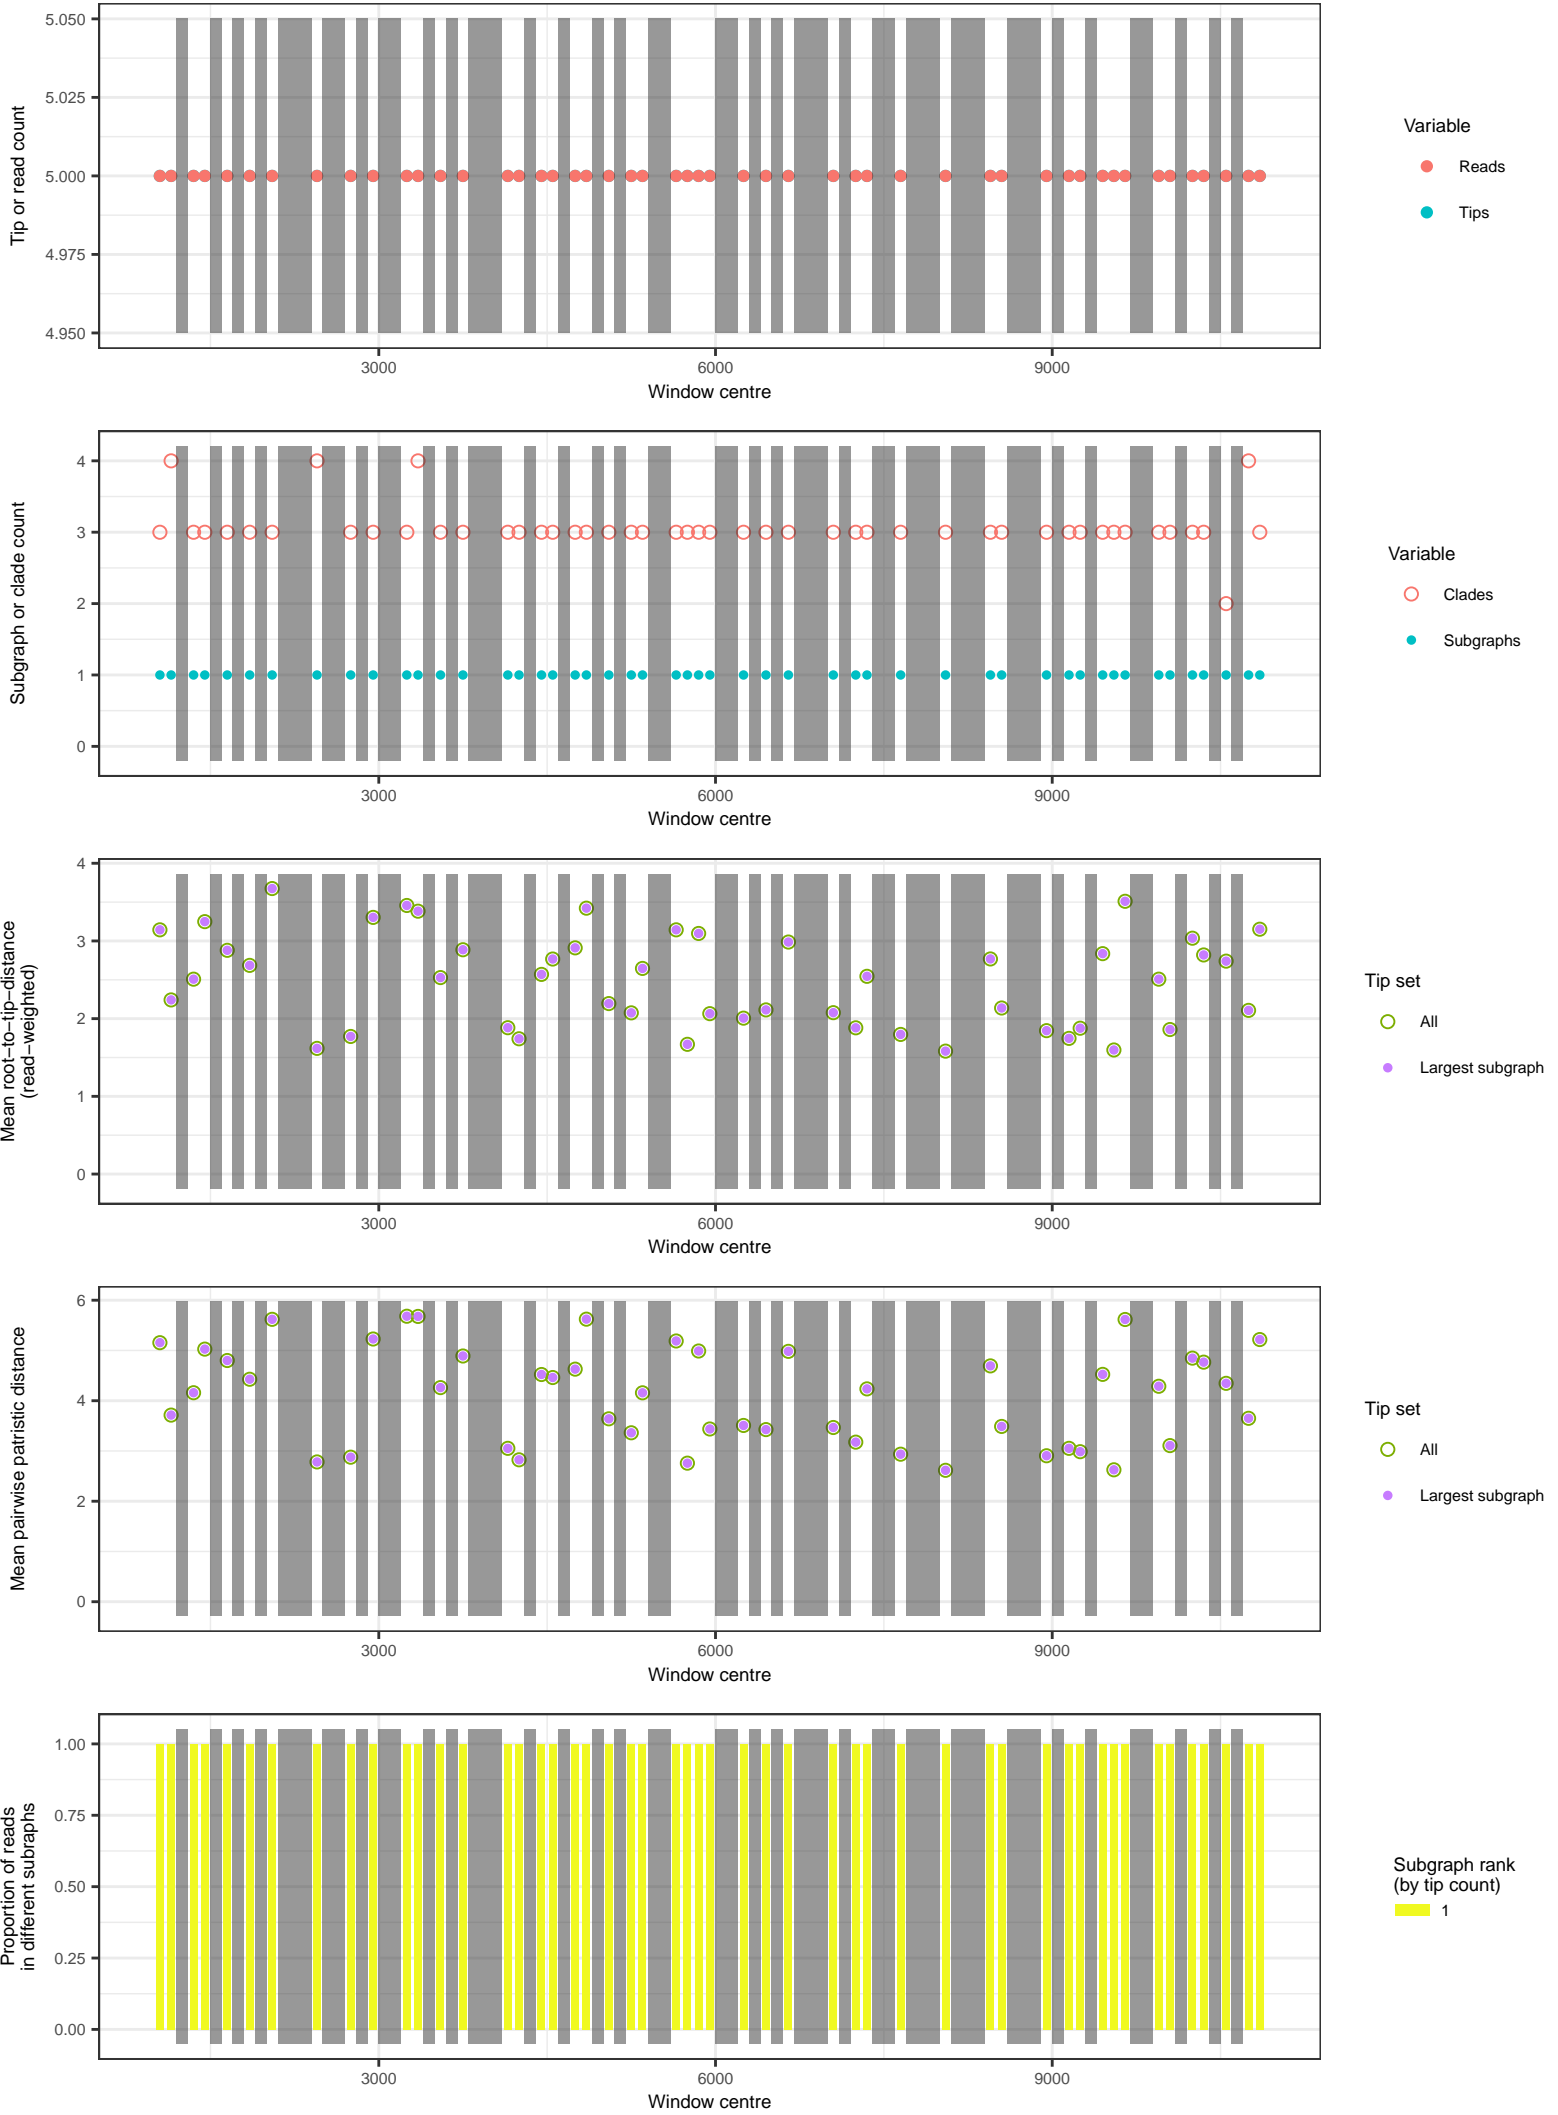 5.050
5.025
5.000
4.975
4.950
Tip or read count
3000 6000 9000
Window centre
Variable
Reads
Tips
4
3
2
1
0
Subgraph or clade count
3000 6000 9000
Window centre
Variable
Clades
Subgraphs
4
3
2
1
0
Mean root−to−tip−distance
(read−weighted)
3000 6000 9000
Window centre
Tip set
All
Largest subgraph
6
4
2
0
Mean pairwise patristic distance
3000 6000 9000
Window centre
Tip set
All
Largest subgraph
1.00
0.75
0.50
0.25
0.00
Proportion of reads
in different subraphs
3000 6000 9000
Window centre
Subgraph rank
(by tip count)
1